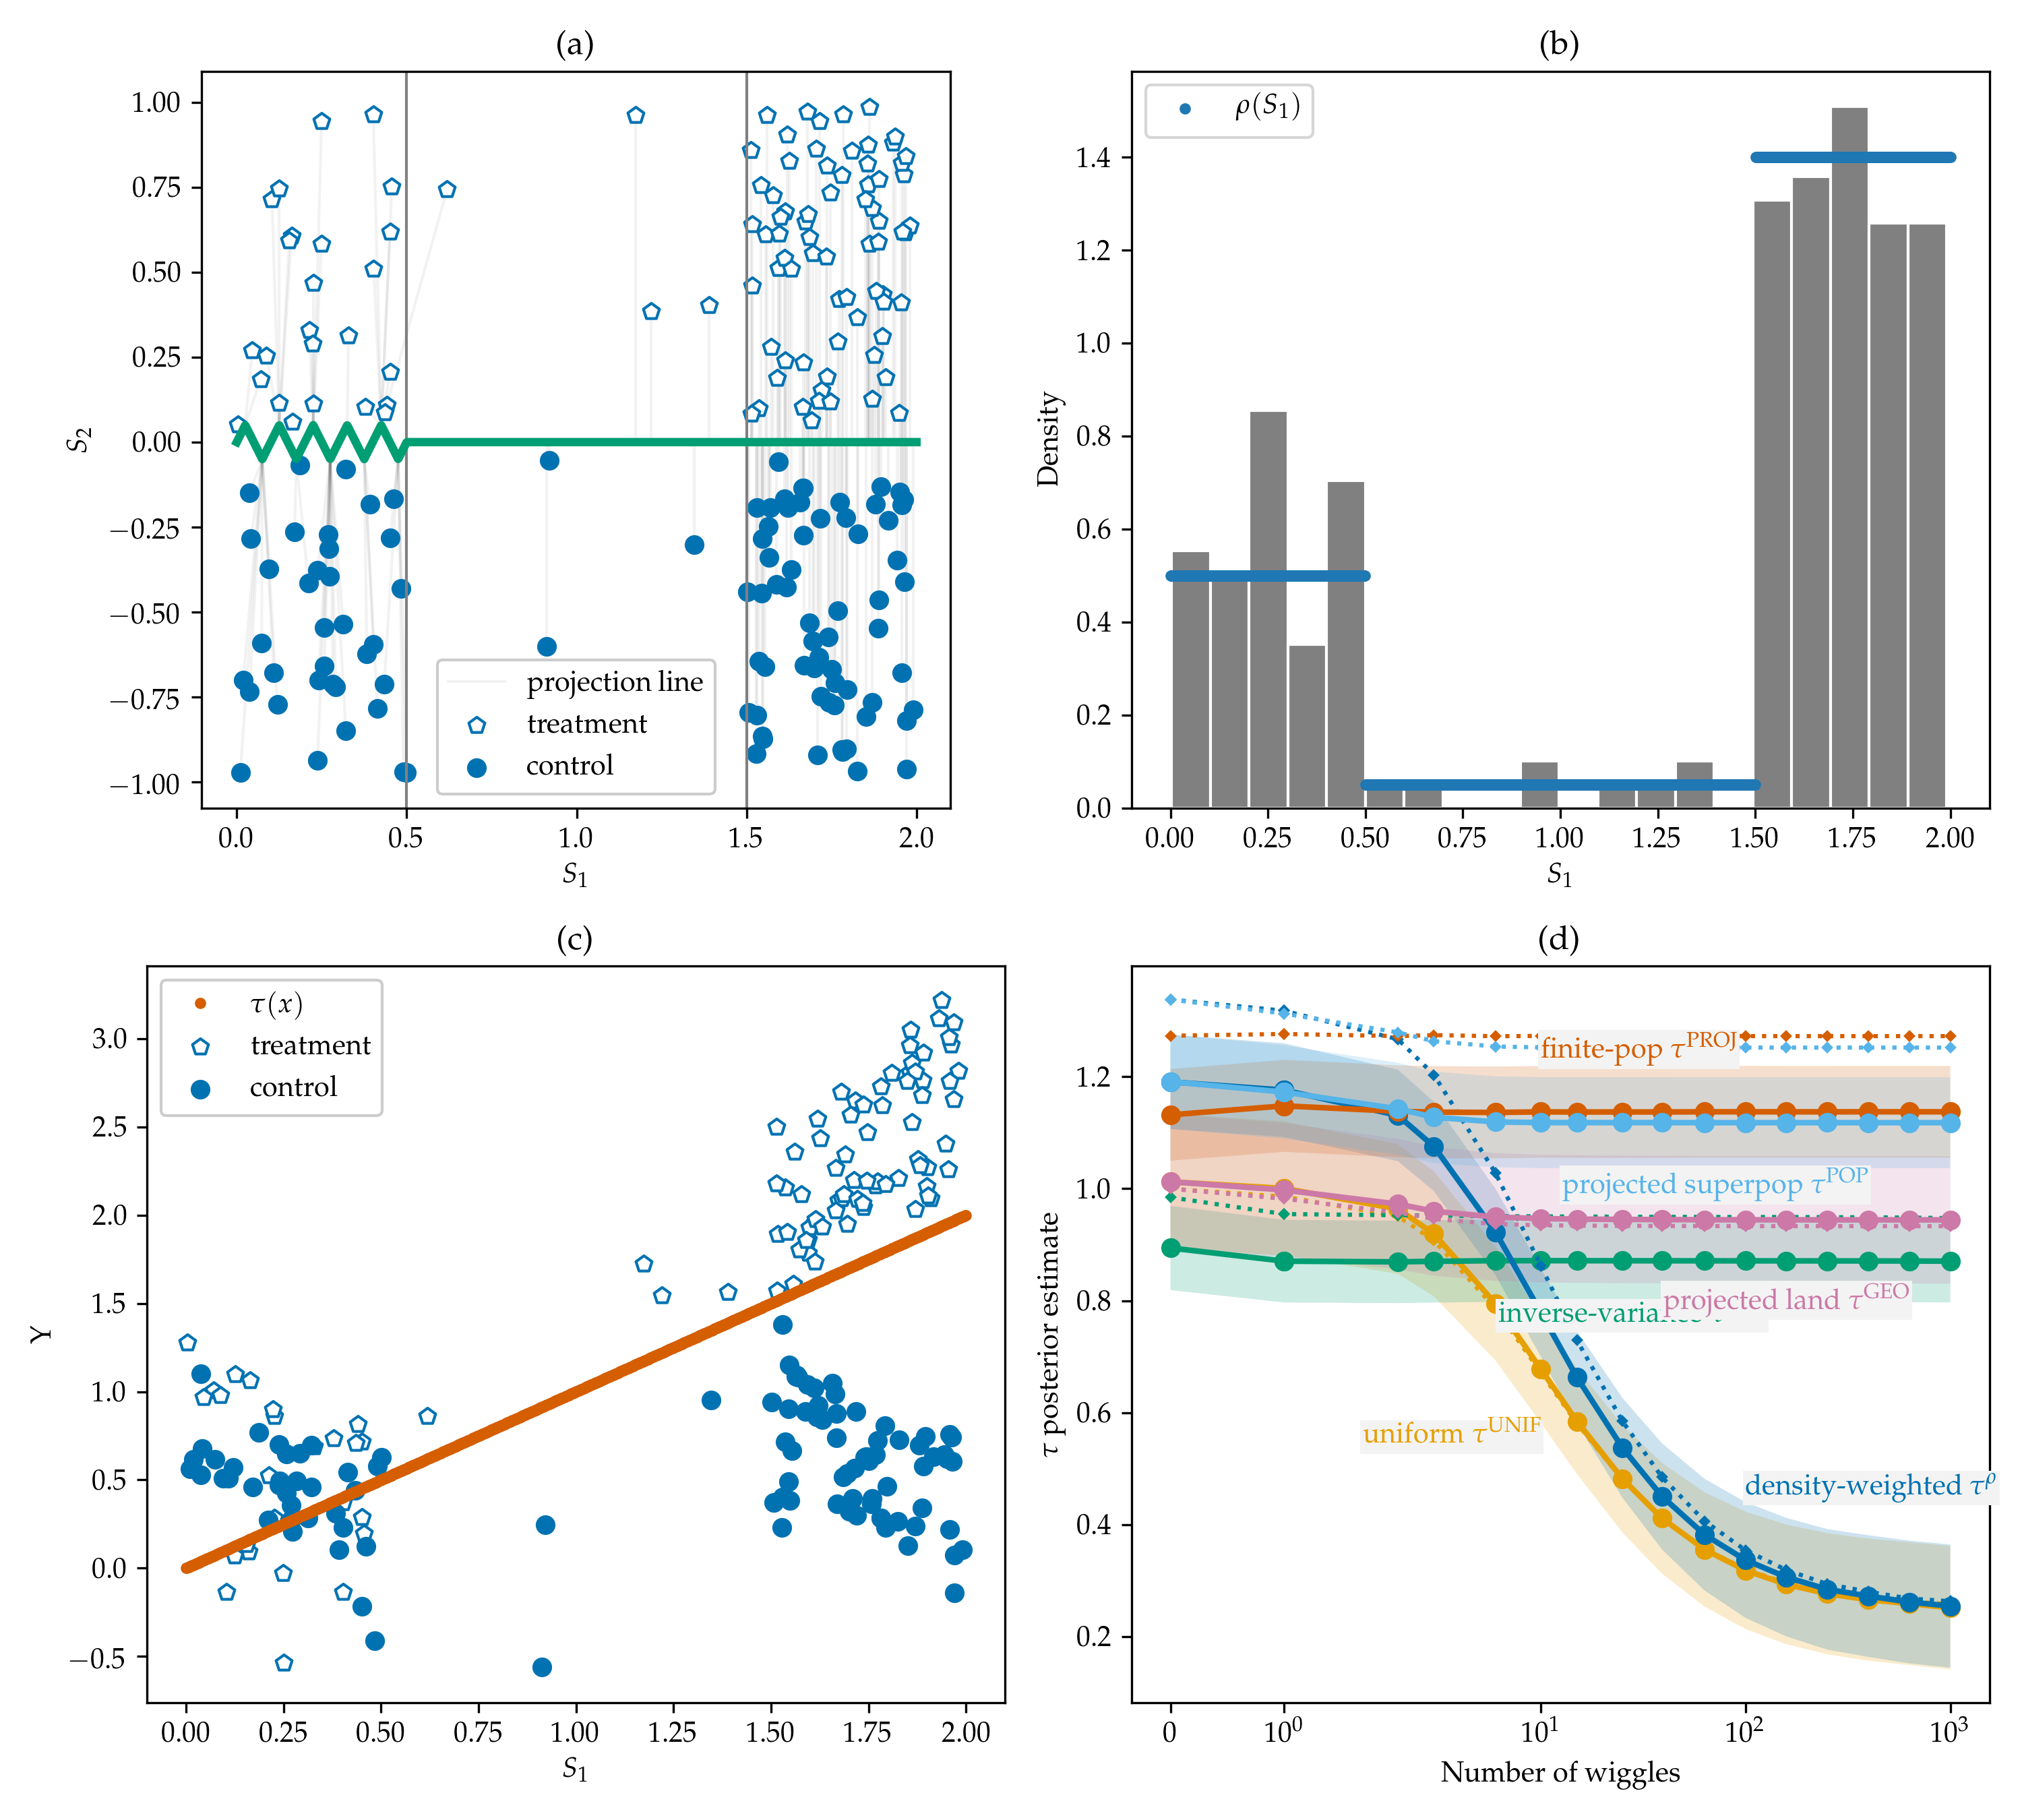 (a)
1.00
0.75
0.50
0.25
0.00
−0.25
−0.50
−0.75
−1.00
S₂
projection line
treatment
control
0.0 0.5 1.0 1.5 2.0
S₁
(b)
ρ(S₁)
1.4
1.2
1.0
0.8
0.6
0.4
0.2
0.0
Density
0.00 0.25 0.50 0.75 1.00 1.25 1.50 1.75 2.00
S₁
(c)
τ(x)
treatment
control
3.0
2.5
2.0
1.5
1.0
0.5
0.0
−0.5
Y
0.00 0.25 0.50 0.75 1.00 1.25 1.50 1.75 2.00
S₁
(d)
1.2
1.0
0.8
0.6
0.4
0.2
τ posterior estimate
finite-pop τ^PROJ
projected superpop τ^POP
projected land τ^GEO
uniform τ^UNIF
density-weighted τ^ρ
0 10⁰ 10¹ 10² 10³
Number of wiggles